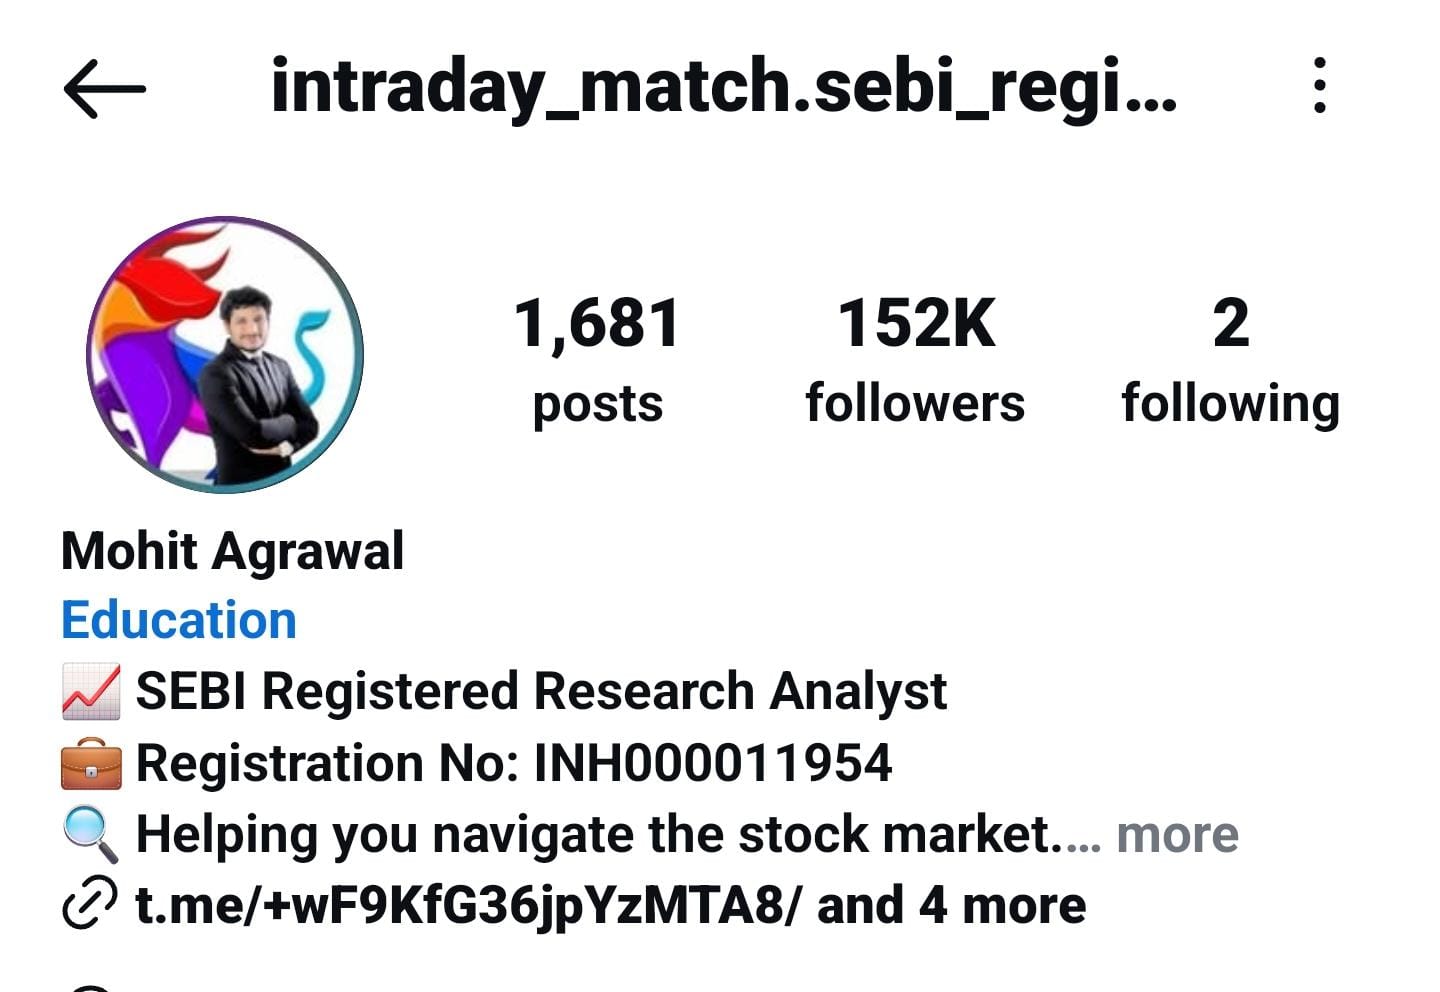 intraday_match.sebi_regi...
1,681 posts
152K followers
2 following
Mohit Agrawal
Education
📈 SEBI Registered Research Analyst
💼 Registration No: INH000011954
🔍 Helping you navigate the stock market.... more
t.me/+wF9KfG36jpYzMTA8/ and 4 more